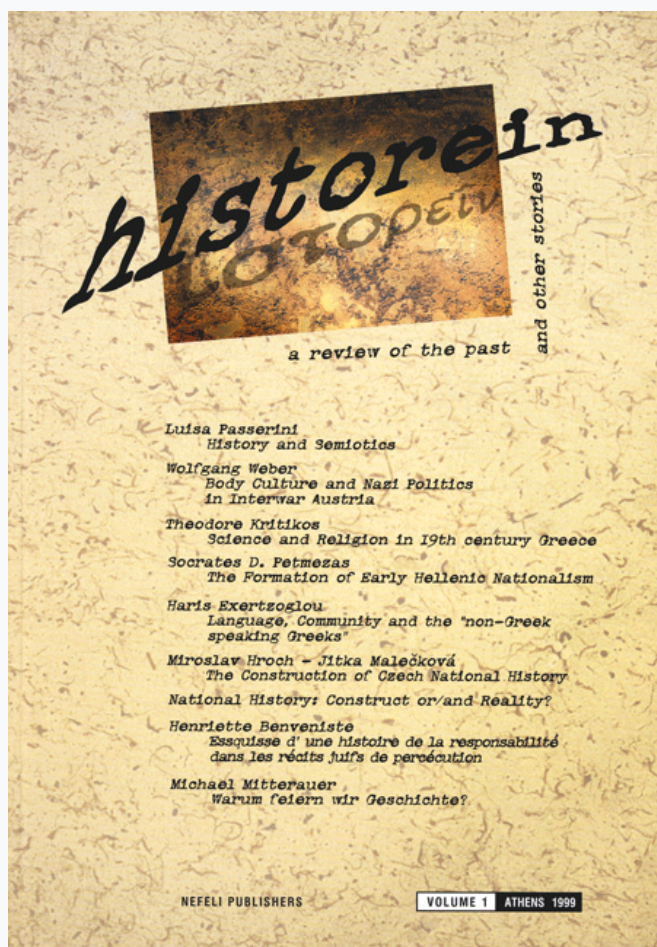 historein
ἱστορεῖν
and other stories
a review of the past
Luisa Passerini
History and Semiotics
Wolfgang Weber
Body Culture and Nazi Politics
in Interwar Austria
Theodore Kritikos
Science and Religion in I9th century Greece
Socrates D. Petmezas
The Formation of Early Hellenic Nationalism
Haris Exertzoglou
Language, Community and the "non-Greek
speaking Greeks"
Miroslav Hroch - Jitka Malečková
The Construction of Czech National History
National History: Construct or/and Reality?
Henriette Benveniste
Essquisse d' une histoire de la responsabilité
dans les récits juifs de percécution
Michael Mitterauer
Warum feiern wir Geschichte?
NEFELI PUBLISHERS
VOLUME 1 ATHENS 1999